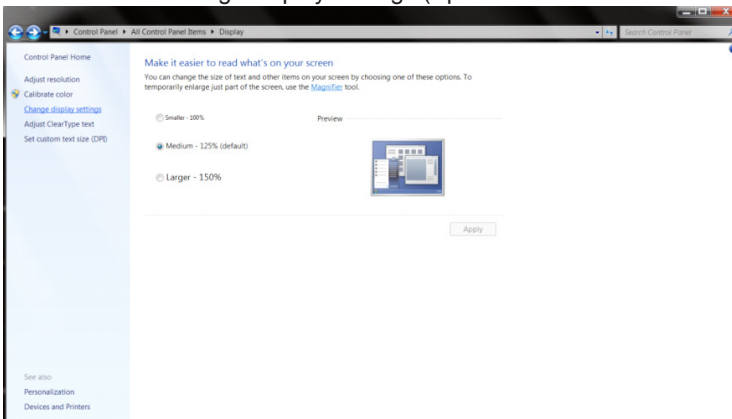 Control Panel ▸ All Control Panel Items ▸ Display
Search Control Panel
Control Panel Home
Adjust resolution
Calibrate color
Change display settings
Adjust ClearType text
Set custom text size (DPI)
See also
Personalization
Devices and Printers
Make it easier to read what's on your screen
You can change the size of text and other items on your screen by choosing one of these options. To
temporarily enlarge just part of the screen, use the Magnifier tool.
Smaller - 100%
Preview
Medium - 125% (default)
Larger - 150%
Apply